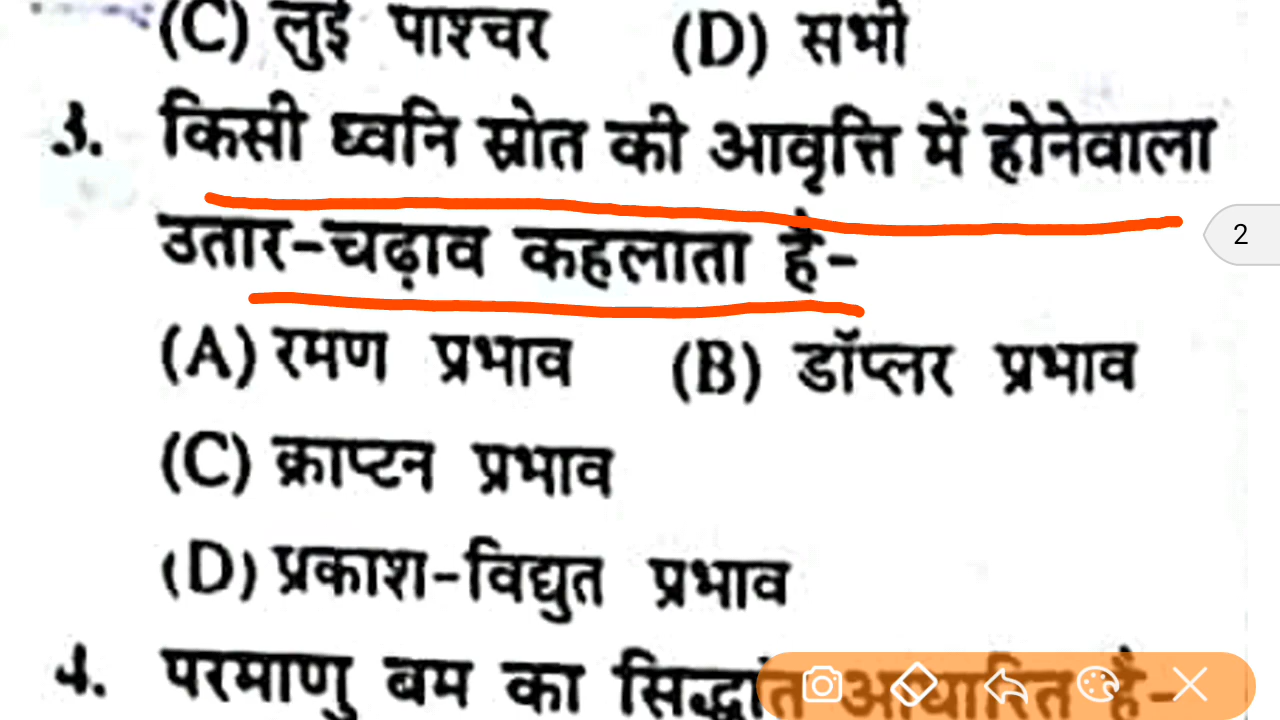 (C) लुई पाश्चर (D) सभी
3. किसी ध्वनि स्रोत की आवृत्ति में होनेवाला
उतार-चढ़ाव कहलाता है-
(A) रमण प्रभाव (B) डॉप्लर प्रभाव
(C) क्राप्टन प्रभाव
(D) प्रकाश-विद्युत प्रभाव
4. परमाणु बम का सिद्धांत आधारित है-
2